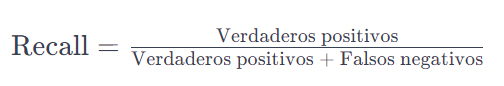 Recall = Verdaderos positivos / Verdaderos positivos + Falsos negativos